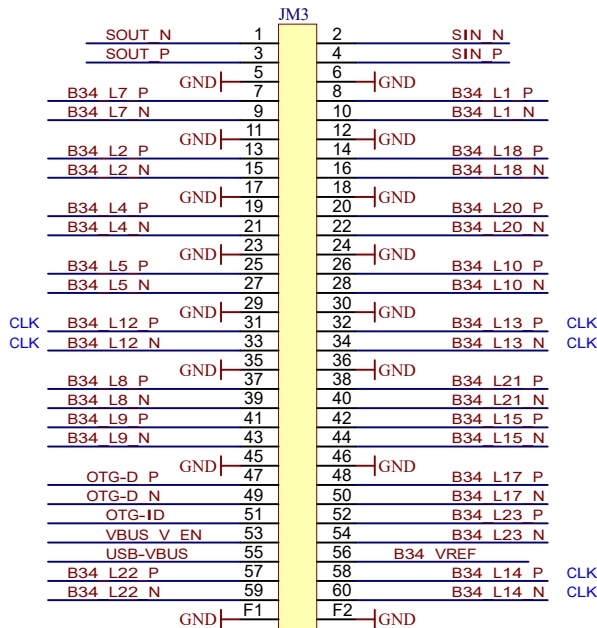 JM3
SOUT_N 1 2 SIN_N
SOUT_P 3 4 SIN_P
GND 5 6 GND
B34_L7_P 7 8 B34_L1_P
B34_L7_N 9 10 B34_L1_N
GND 11 12 GND
B34_L2_P 13 14 B34_L18_P
B34_L2_N 15 16 B34_L18_N
GND 17 18 GND
B34_L4_P 19 20 B34_L20_P
B34_L4_N 21 22 B34_L20_N
GND 23 24 GND
B34_L5_P 25 26 B34_L10_P
B34_L5_N 27 28 B34_L10_N
GND 29 30 GND
CLK B34_L12_P 31 32 B34_L13_P CLK
CLK B34_L12_N 33 34 B34_L13_N CLK
GND 35 36 GND
B34_L8_P 37 38 B34_L21_P
B34_L8_N 39 40 B34_L21_N
B34_L9_P 41 42 B34_L15_P
B34_L9_N 43 44 B34_L15_N
GND 45 46 GND
OTG-D_P 47 48 B34_L17_P
OTG-D_N 49 50 B34_L17_N
OTG-ID 51 52 B34_L23_P
VBUS_V_EN 53 54 B34_L23_N
USB-VBUS 55 56 B34_VREF
B34_L22_P 57 58 B34_L14_P CLK
B34_L22_N 59 60 B34_L14_N CLK
GND F1 F2 GND